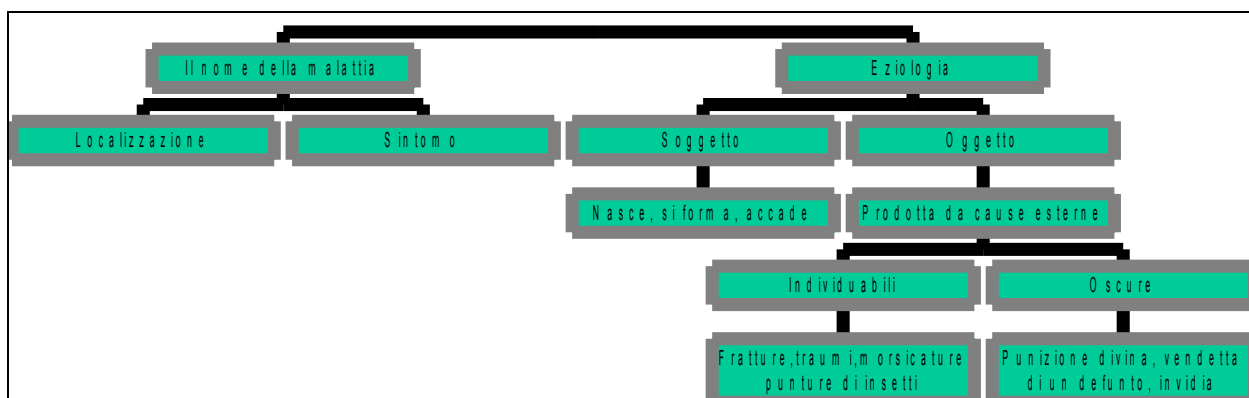 Il nome della malattia
Eziologia
Localizzazione
Sintomo
Soggetto
Oggetto
Nasce, si forma, accade
Prodotta da cause esterne
Individuabili
Oscure
Fratture, traumi, morsicature
punture di insetti
Punizione divina, vendetta
di un defunto, invidia